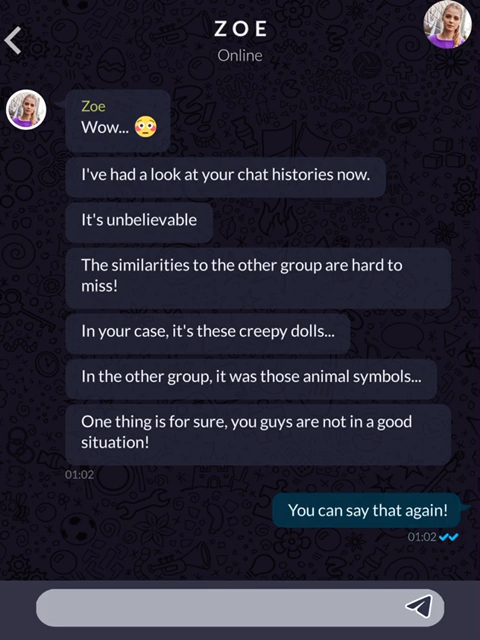 ZOE
Online
Zoe
Wow... 😳
I've had a look at your chat histories now.
It's unbelievable
The similarities to the other group are hard to
miss!
In your case, it's these creepy dolls...
In the other group, it was those animal symbols...
One thing is for sure, you guys are not in a good
situation!
01:02
You can say that again!
01:02